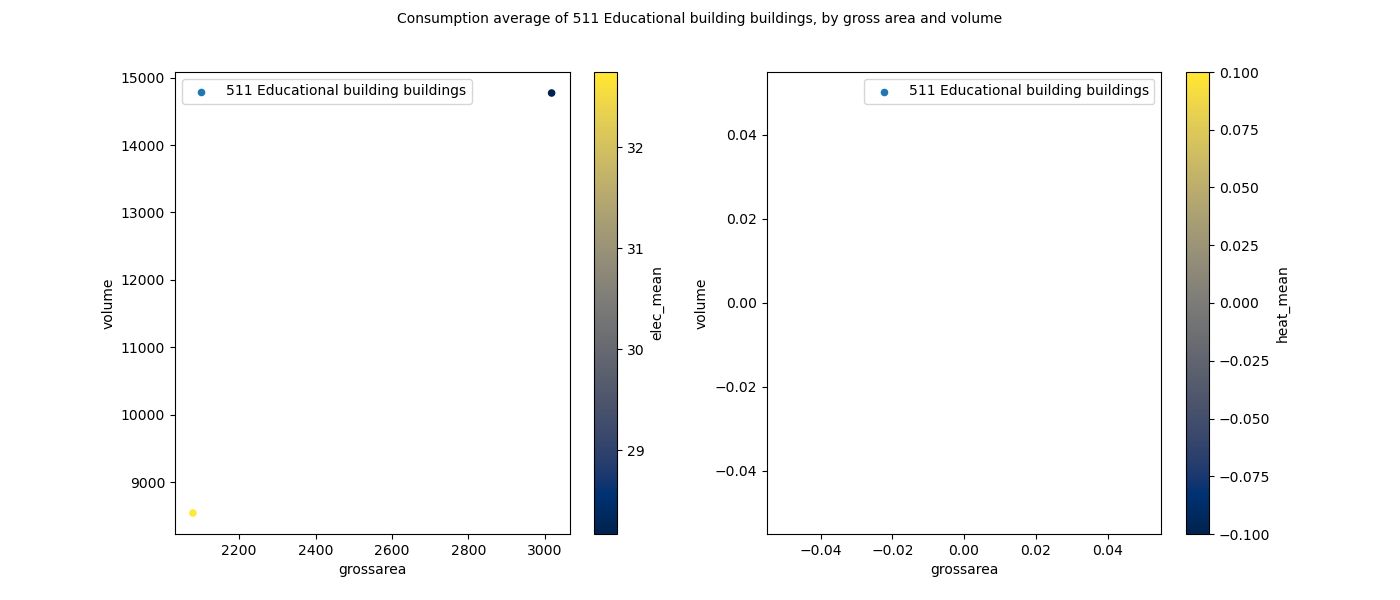 Consumption average of 511 Educational building buildings, by gross area and volume
511 Educational building buildings
15000
14000
13000
12000
11000
10000
9000
volume
2200 2400 2600 2800 3000
grossarea
32
31
30
29
elec_mean
511 Educational building buildings
0.04
0.02
0.00
−0.02
−0.04
volume
−0.04 −0.02 0.00 0.02 0.04
grossarea
0.100
0.075
0.050
0.025
0.000
−0.025
−0.050
−0.075
−0.100
heat_mean